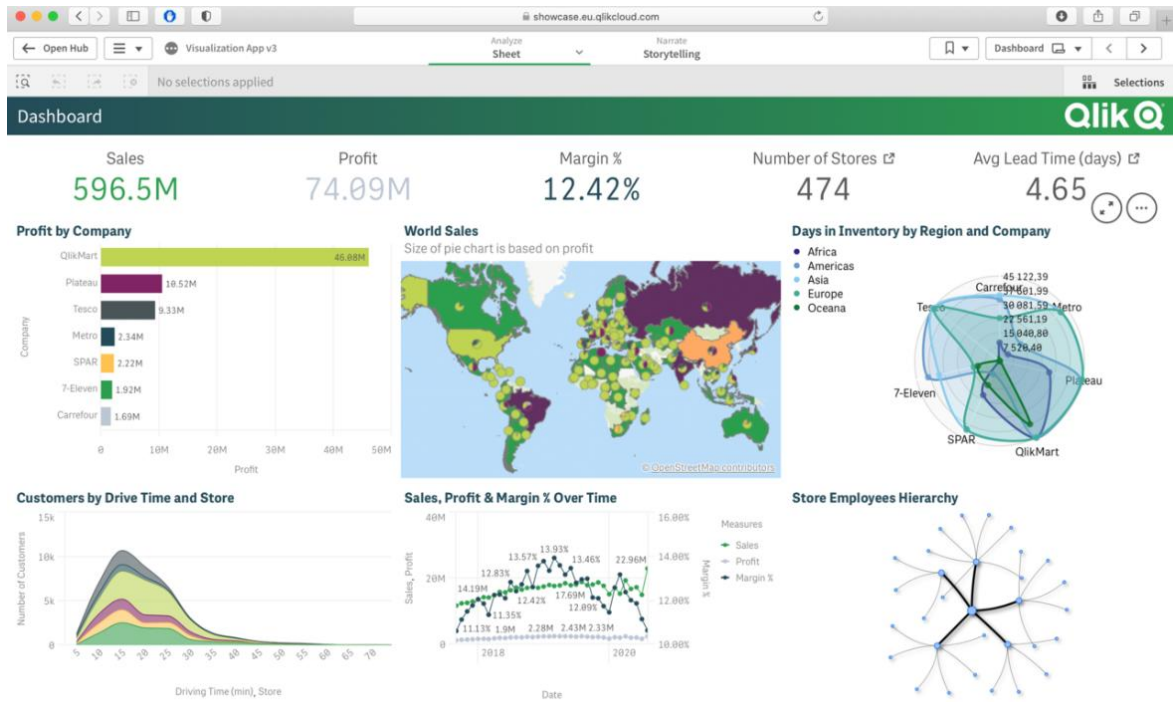 showcase.eu.qlikcloud.com
Open Hub
Visualization App v3
Analyze
Sheet
Narrate
Storytelling
Dashboard
No selections applied
Selections
Dashboard
Qlik
Sales
596.5M
Profit
74.09M
Margin %
12.42%
Number of Stores
474
Avg Lead Time (days)
4.65
Profit by Company
Company
QlikMart 46.08M
Plateau 10.52M
Tesco 9.33M
Metro 2.34M
SPAR 2.22M
7-Eleven 1.92M
Carrefour 1.69M
0 10M 20M 30M 40M 50M
Profit
World Sales
Size of pie chart is based on profit
© OpenStreetMap contributors
Days in Inventory by Region and Company
Africa
Americas
Asia
Europe
Oceana
45 122,39
Carrefour
30 081,59
Metro
22 561,19
15 040,80
7 520,40
Tesco
Plateau
7-Eleven
SPAR
QlikMart
Customers by Drive Time and Store
Number of Customers
15k
10k
5k
0
5 10 15 20 25 30 35 40 45 50 55 60 65 70
Driving Time (min), Store
Sales, Profit & Margin % Over Time
Sales, Profit
40M
20M
0
16.00%
14.00%
12.00%
10.00%
Margin %
13.57% 13.93% 13.46% 22.96M
12.83%
14.19M
12.42% 17.69M
11.35% 12.09%
11.13% 1.9M 2.28M 2.43M 2.33M
2018 2020
Date
Measures
Sales
Profit
Margin %
Store Employees Hierarchy